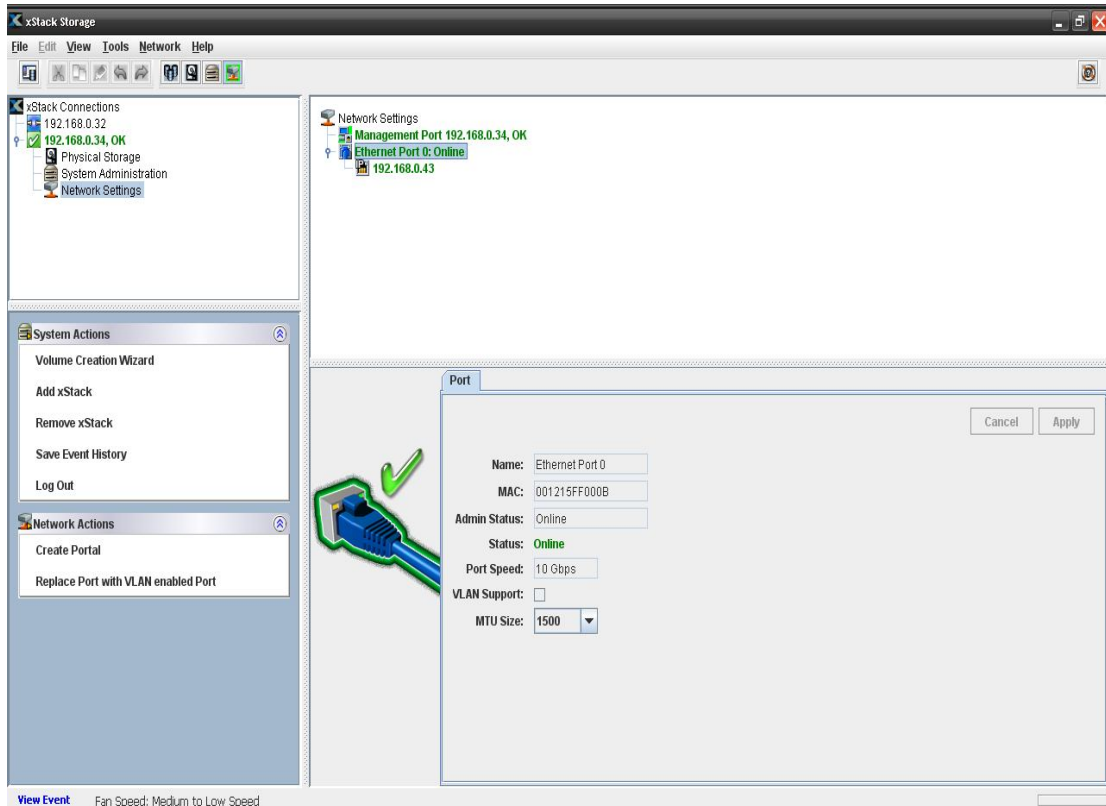 xStack Storage
File Edit View Tools Network Help
xStack Connections
192.168.0.32
192.168.0.34, OK
Physical Storage
System Administration
Network Settings
Network Settings
Management Port 192.168.0.34, OK
Ethernet Port 0: Online
192.168.0.43
System Actions
Volume Creation Wizard
Add xStack
Remove xStack
Save Event History
Log Out
Network Actions
Create Portal
Replace Port with VLAN enabled Port
Port
Cancel Apply
Name: Ethernet Port 0
MAC: 001215FF000B
Admin Status: Online
Status: Online
Port Speed: 10 Gbps
VLAN Support:
MTU Size: 1500
View Event Fan Speed: Medium to Low Speed